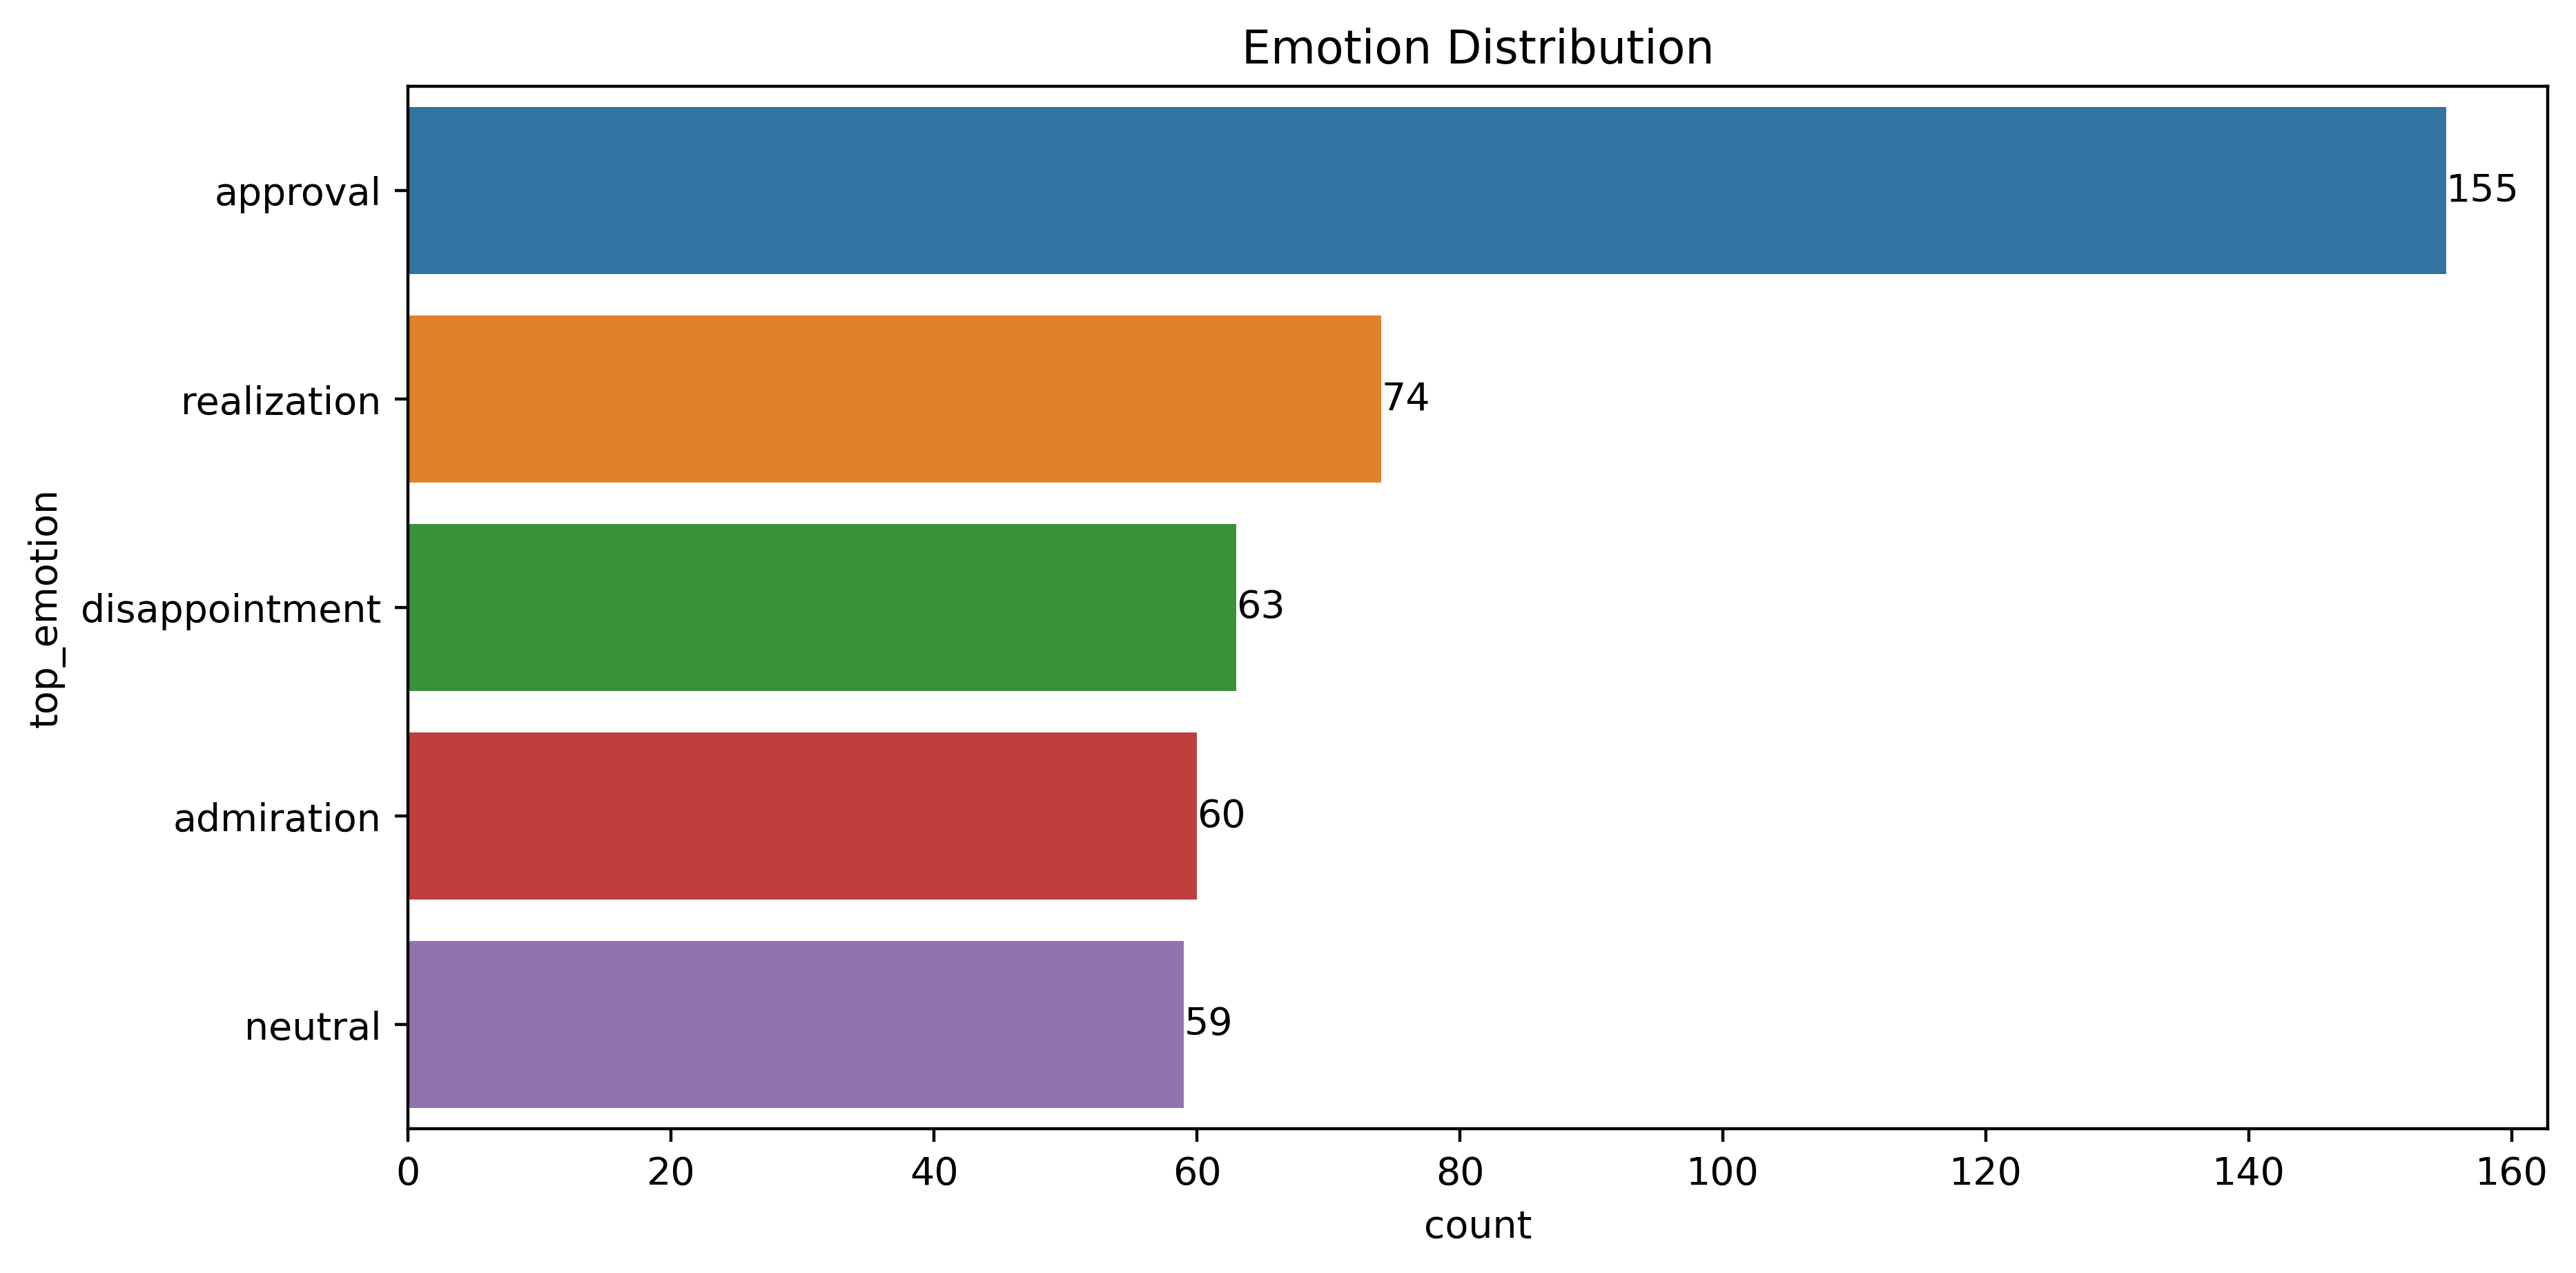 Emotion Distribution
approval
155
realization
74
disappointment
63
admiration
60
neutral
59
top_emotion
0 20 40 60 80 100 120 140 160
count